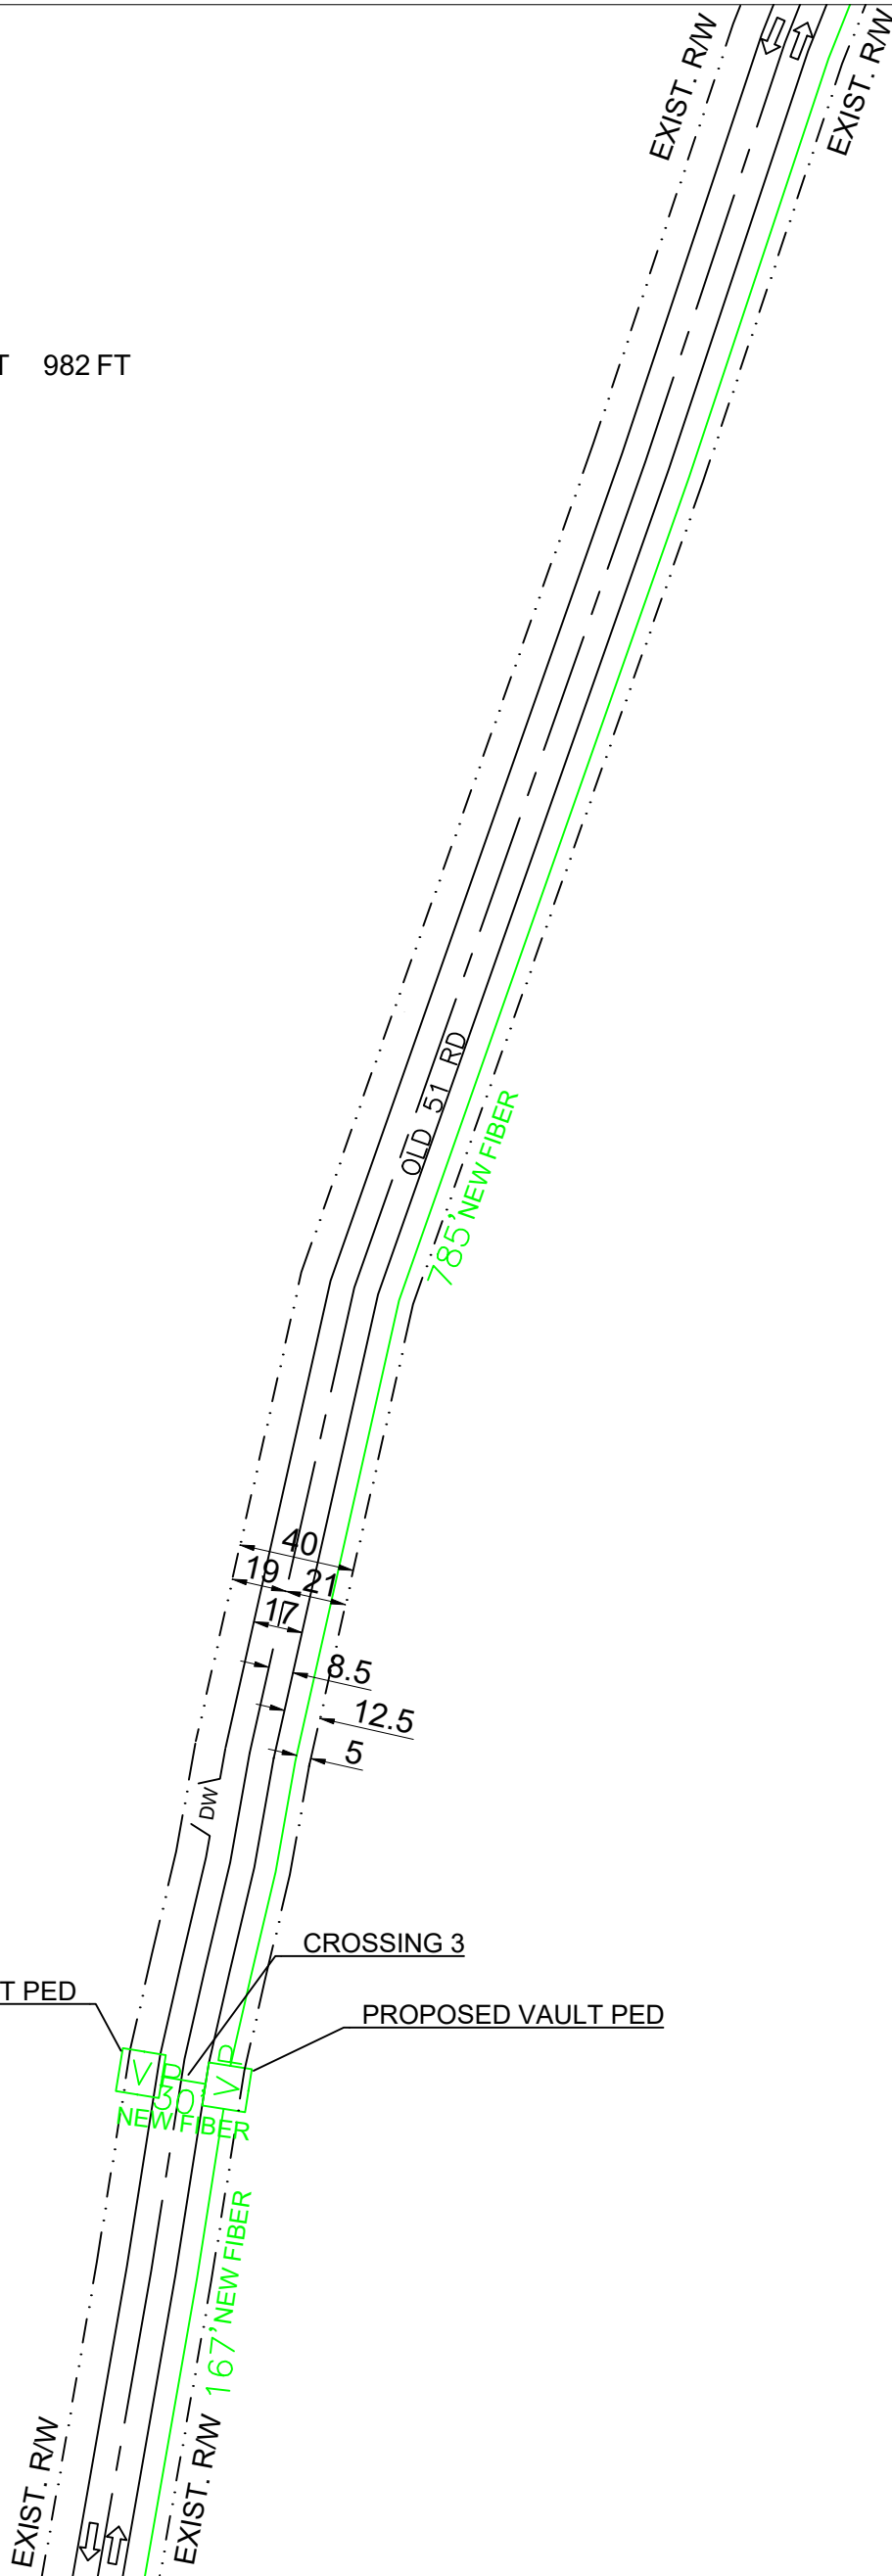 EXIST. R/W
EXIST. R/W
T 982 FT
OLD 51 RD
785' NEW FIBER
40
19
21
17
8.5
12.5
5
DW
CROSSING 3
T PED
PROPOSED VAULT PED
V
P
30'
V
P
NEW FIBER
167' NEW FIBER
EXIST. R/W
EXIST. R/W